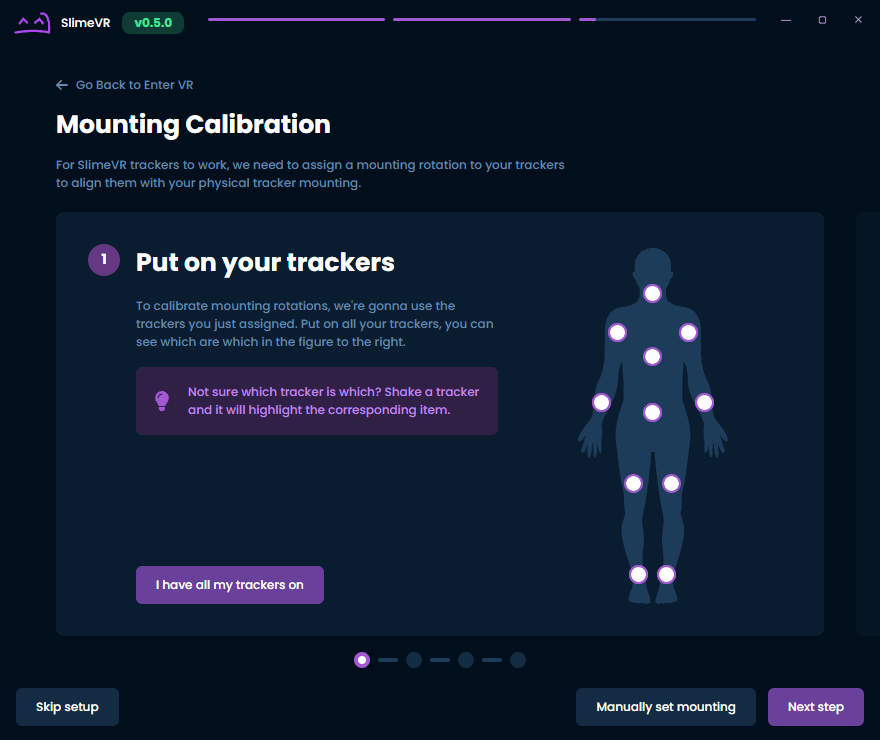 SlimeVR
v0.5.0
Go Back to Enter VR
Mounting Calibration
For SlimeVR trackers to work, we need to assign a mounting rotation to your trackers
to align them with your physical tracker mounting.
1
Put on your trackers
To calibrate mounting rotations, we're gonna use the
trackers you just assigned. Put on all your trackers, you can
see which are which in the figure to the right.
Not sure which tracker is which? Shake a tracker
and it will highlight the corresponding item.
I have all my trackers on
Skip setup
Manually set mounting
Next step